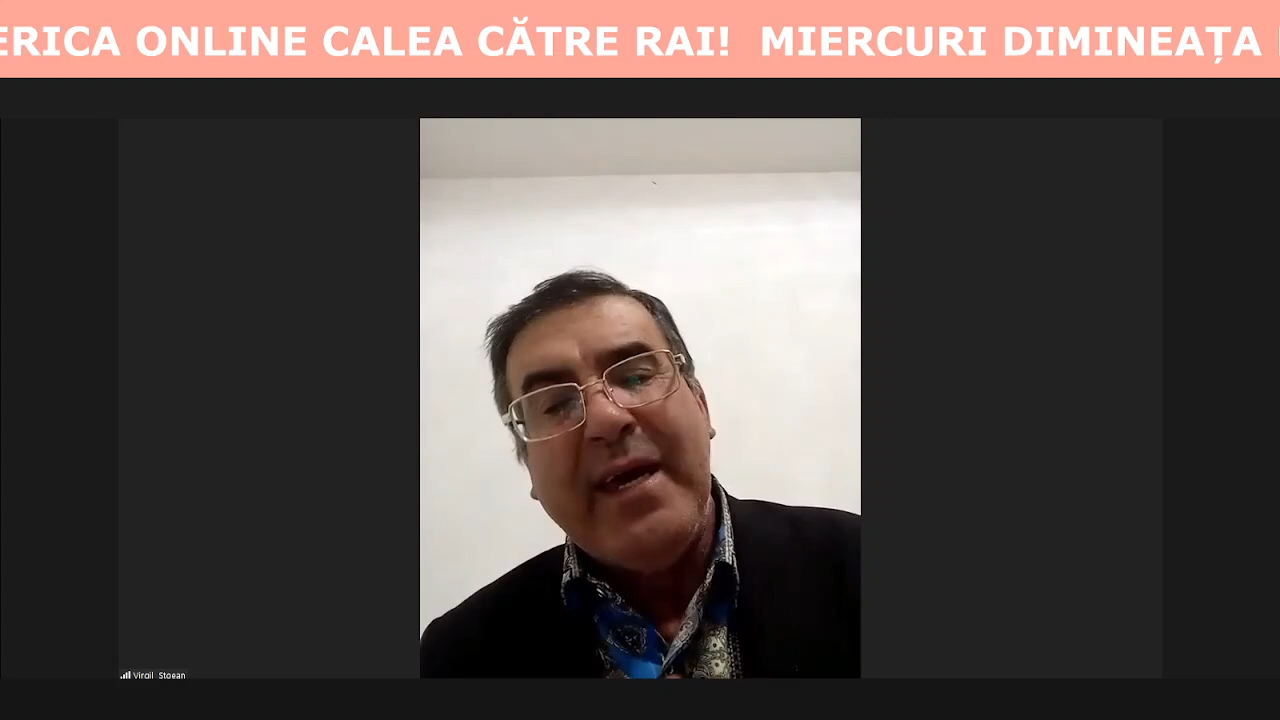 ERICA ONLINE CALEA CĂTRE RAI! MIERCURI DIMINEAȚA
Virgil Stoean